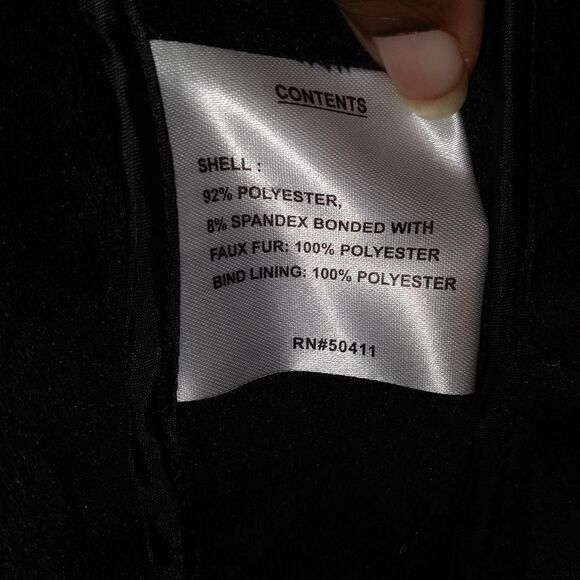 CONTENTS
SHELL :
92% POLYESTER,
8% SPANDEX BONDED WITH
FAUX FUR: 100% POLYESTER
BIND LINING: 100% POLYESTER
RN#50411